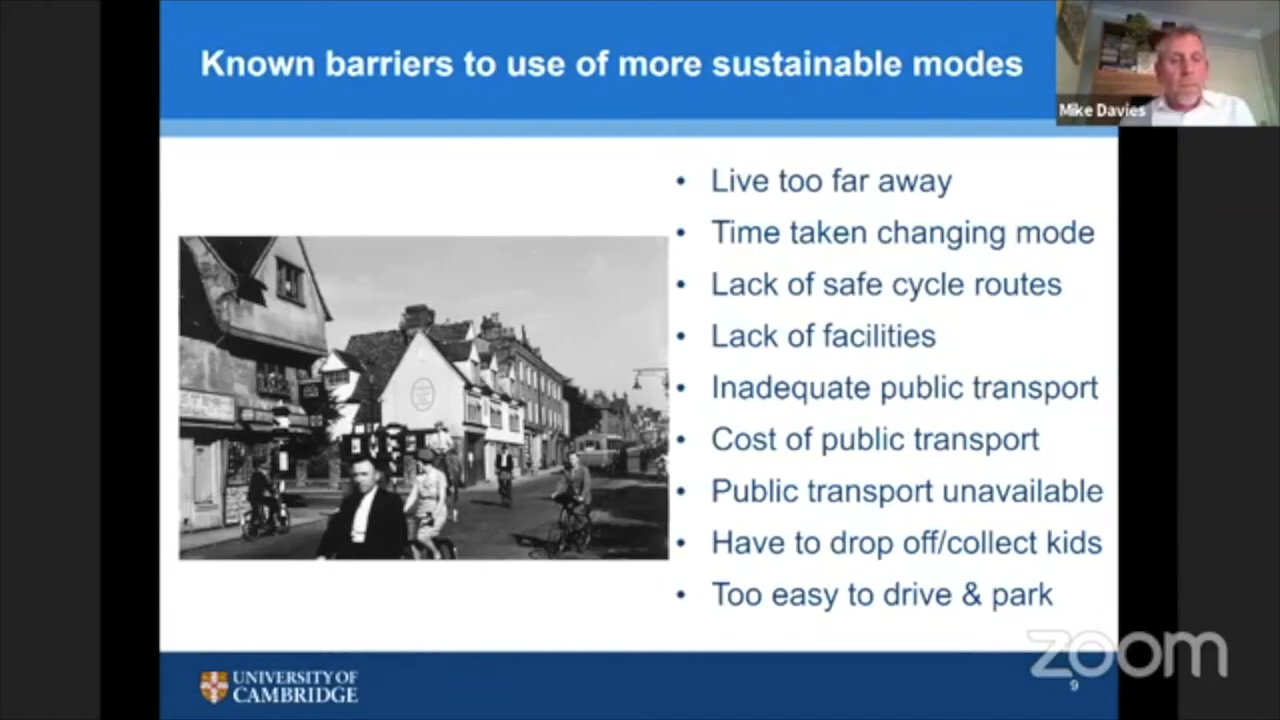 Known barriers to use of more sustainable modes
Mike Davies
• Live too far away
• Time taken changing mode
• Lack of safe cycle routes
• Lack of facilities
• Inadequate public transport
• Cost of public transport
• Public transport unavailable
• Have to drop off/collect kids
• Too easy to drive & park
UNIVERSITY OF
CAMBRIDGE
zoom
9